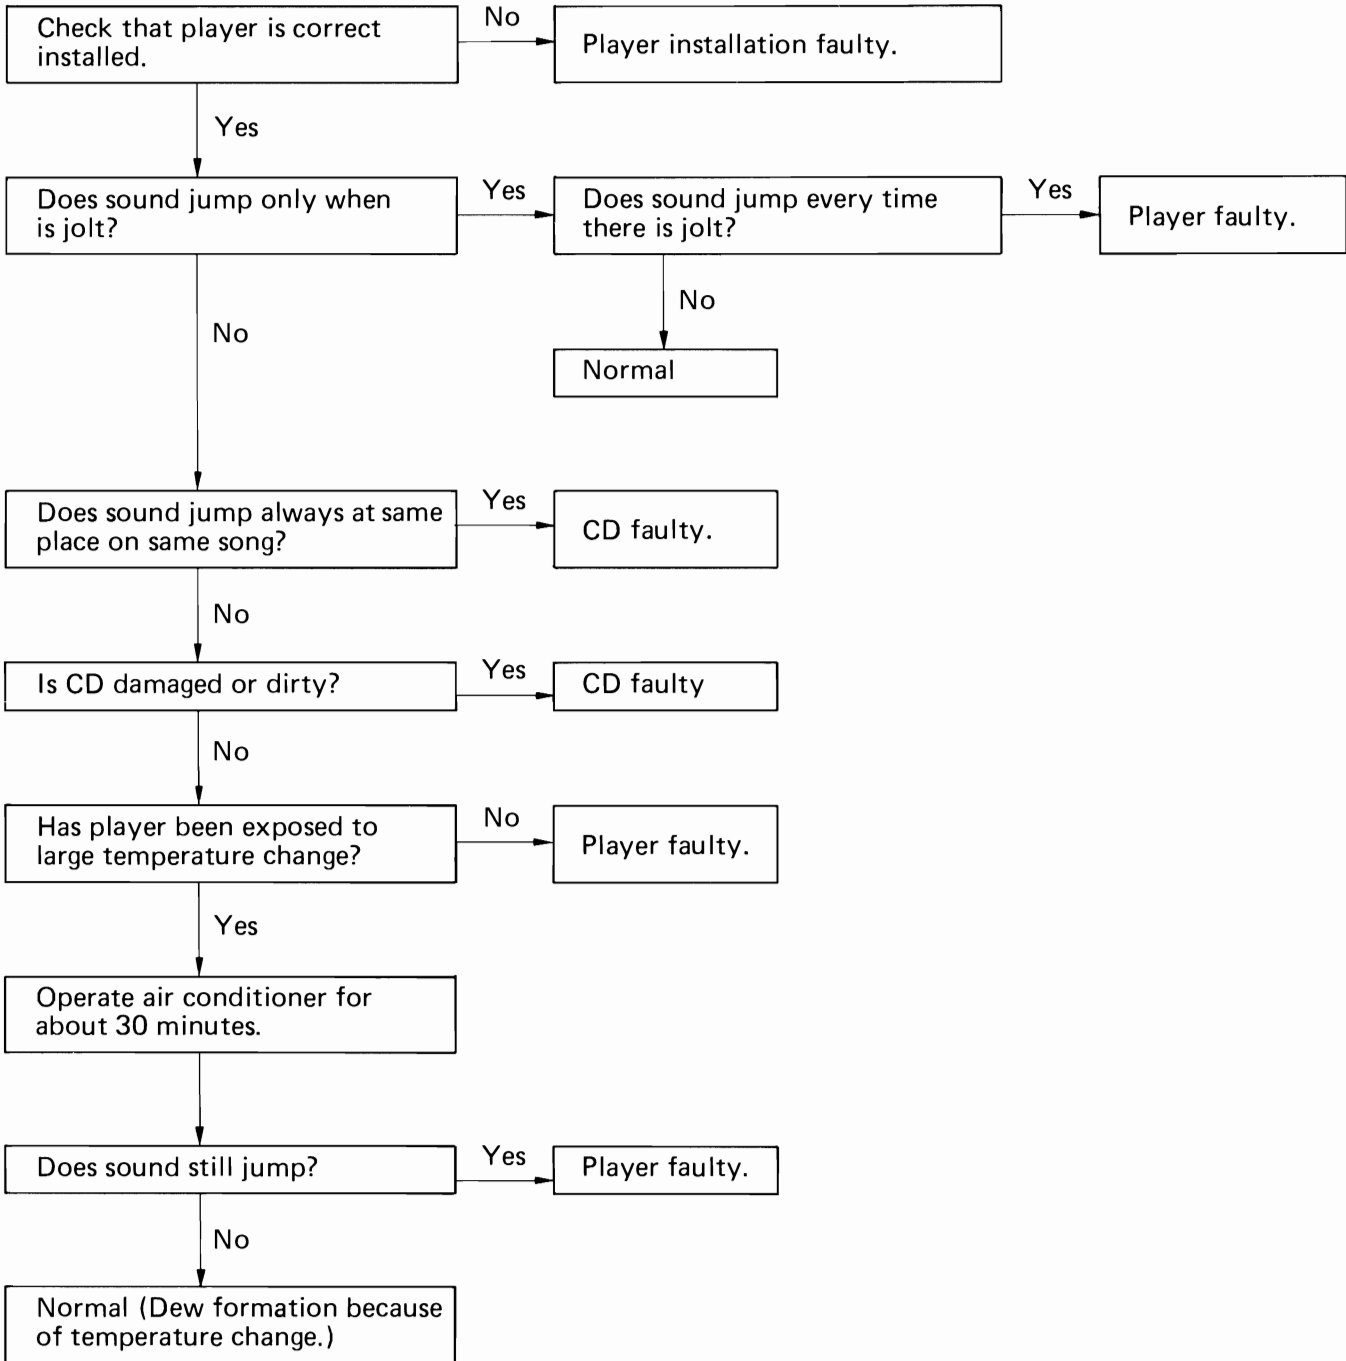 Check that player is correct
installed.
No
Player installation faulty.
Yes
Does sound jump only when
is jolt?
Yes
Does sound jump every time
there is jolt?
Yes
Player faulty.
No
Normal
No
Does sound jump always at same
place on same song?
Yes
CD faulty.
No
Is CD damaged or dirty?
Yes
CD faulty
No
Has player been exposed to
large temperature change?
No
Player faulty.
Yes
Operate air conditioner for
about 30 minutes.
Does sound still jump?
Yes
Player faulty.
No
Normal (Dew formation because
of temperature change.)